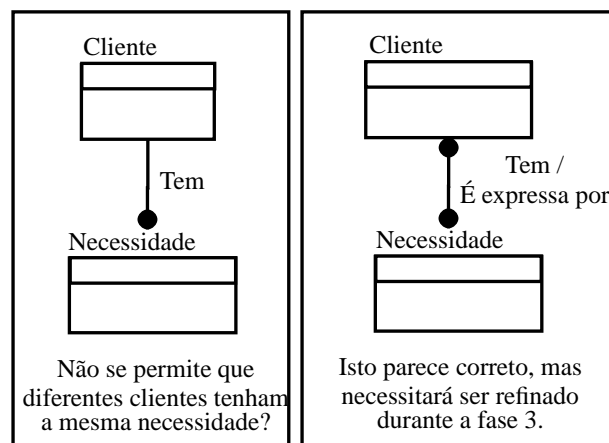 Cliente
Tem
Necessidade
Não se permite que
diferentes clientes tenham
a mesma necessidade?
Cliente
Tem /
É expressa por
Necessidade
Isto parece correto, mas
necessitará ser refinado
durante a fase 3.